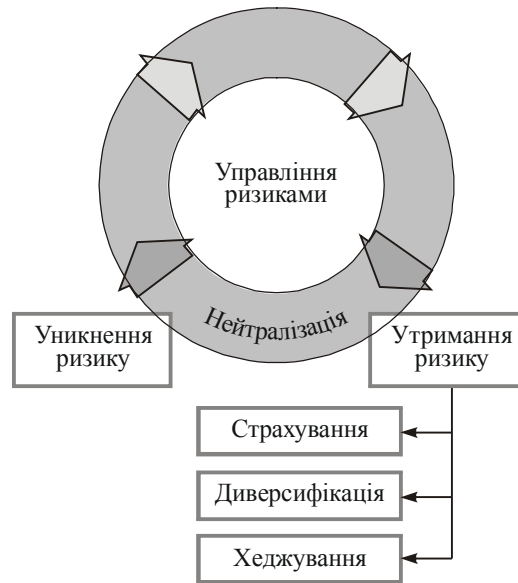 Управління
ризиками
Нейтралізація
Уникнення
ризику
Утримання
ризику
Страхування
Диверсифікація
Хеджування